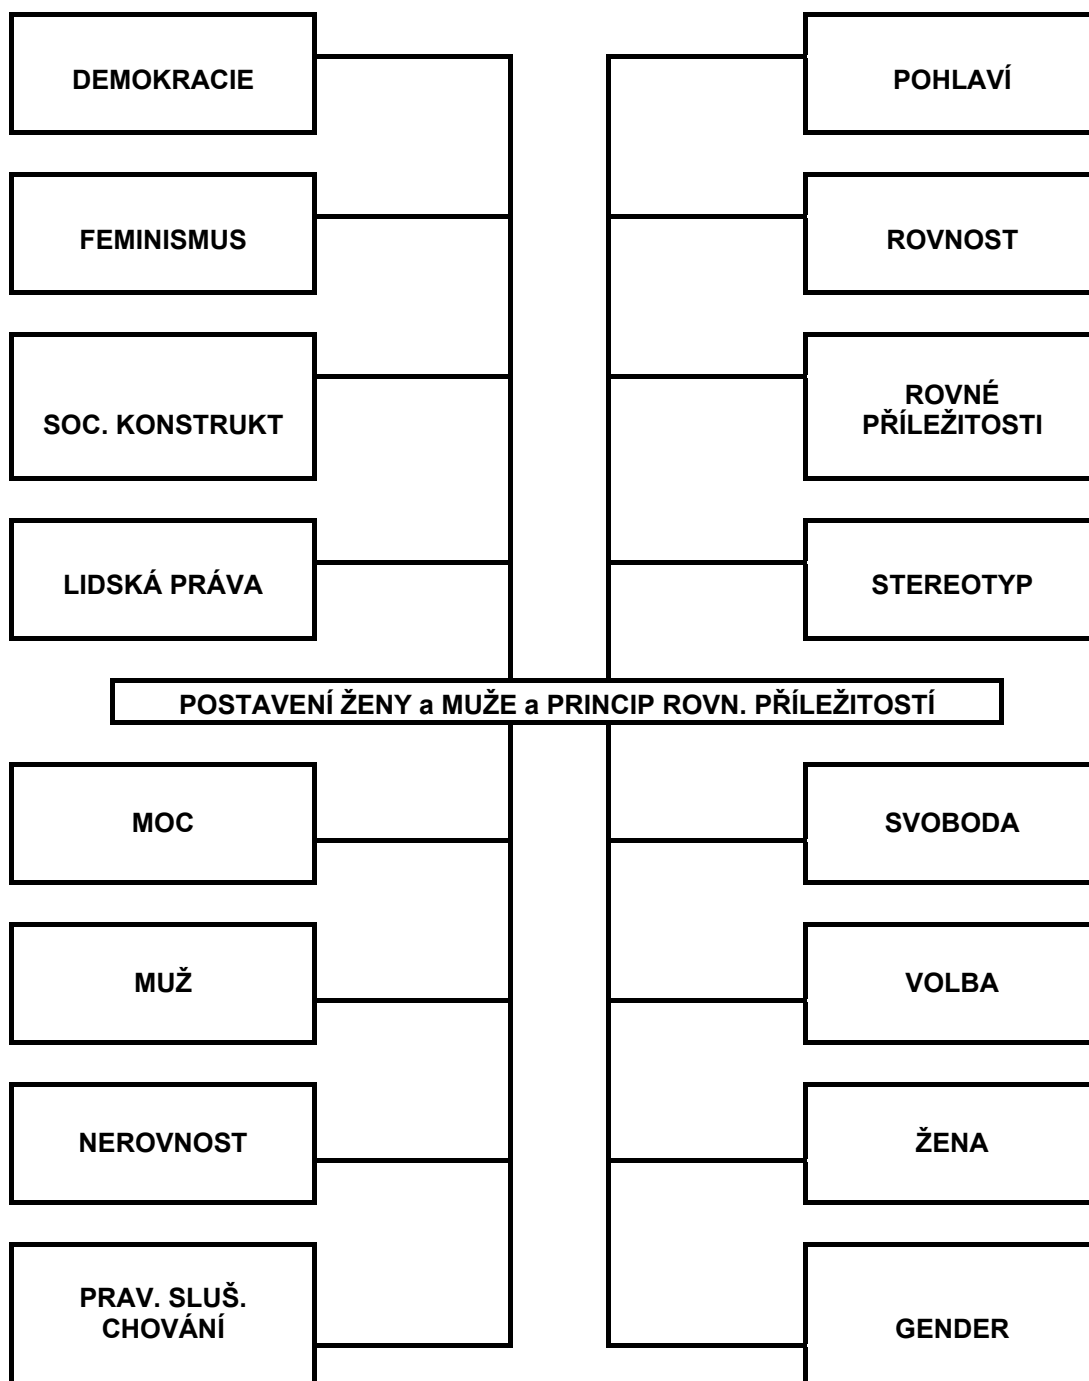 DEMOKRACIE
POHLAVÍ
FEMINISMUS
ROVNOST
SOC. KONSTRUKT
ROVNÉ
PŘÍLEŽITOSTI
LIDSKÁ PRÁVA
STEREOTYP
POSTAVENÍ ŽENY a MUŽE a PRINCIP ROVN. PŘÍLEŽITOSTÍ
MOC
SVOBODA
MUŽ
VOLBA
NEROVNOST
ŽENA
PRAV. SLUŠ.
CHOVÁNÍ
GENDER